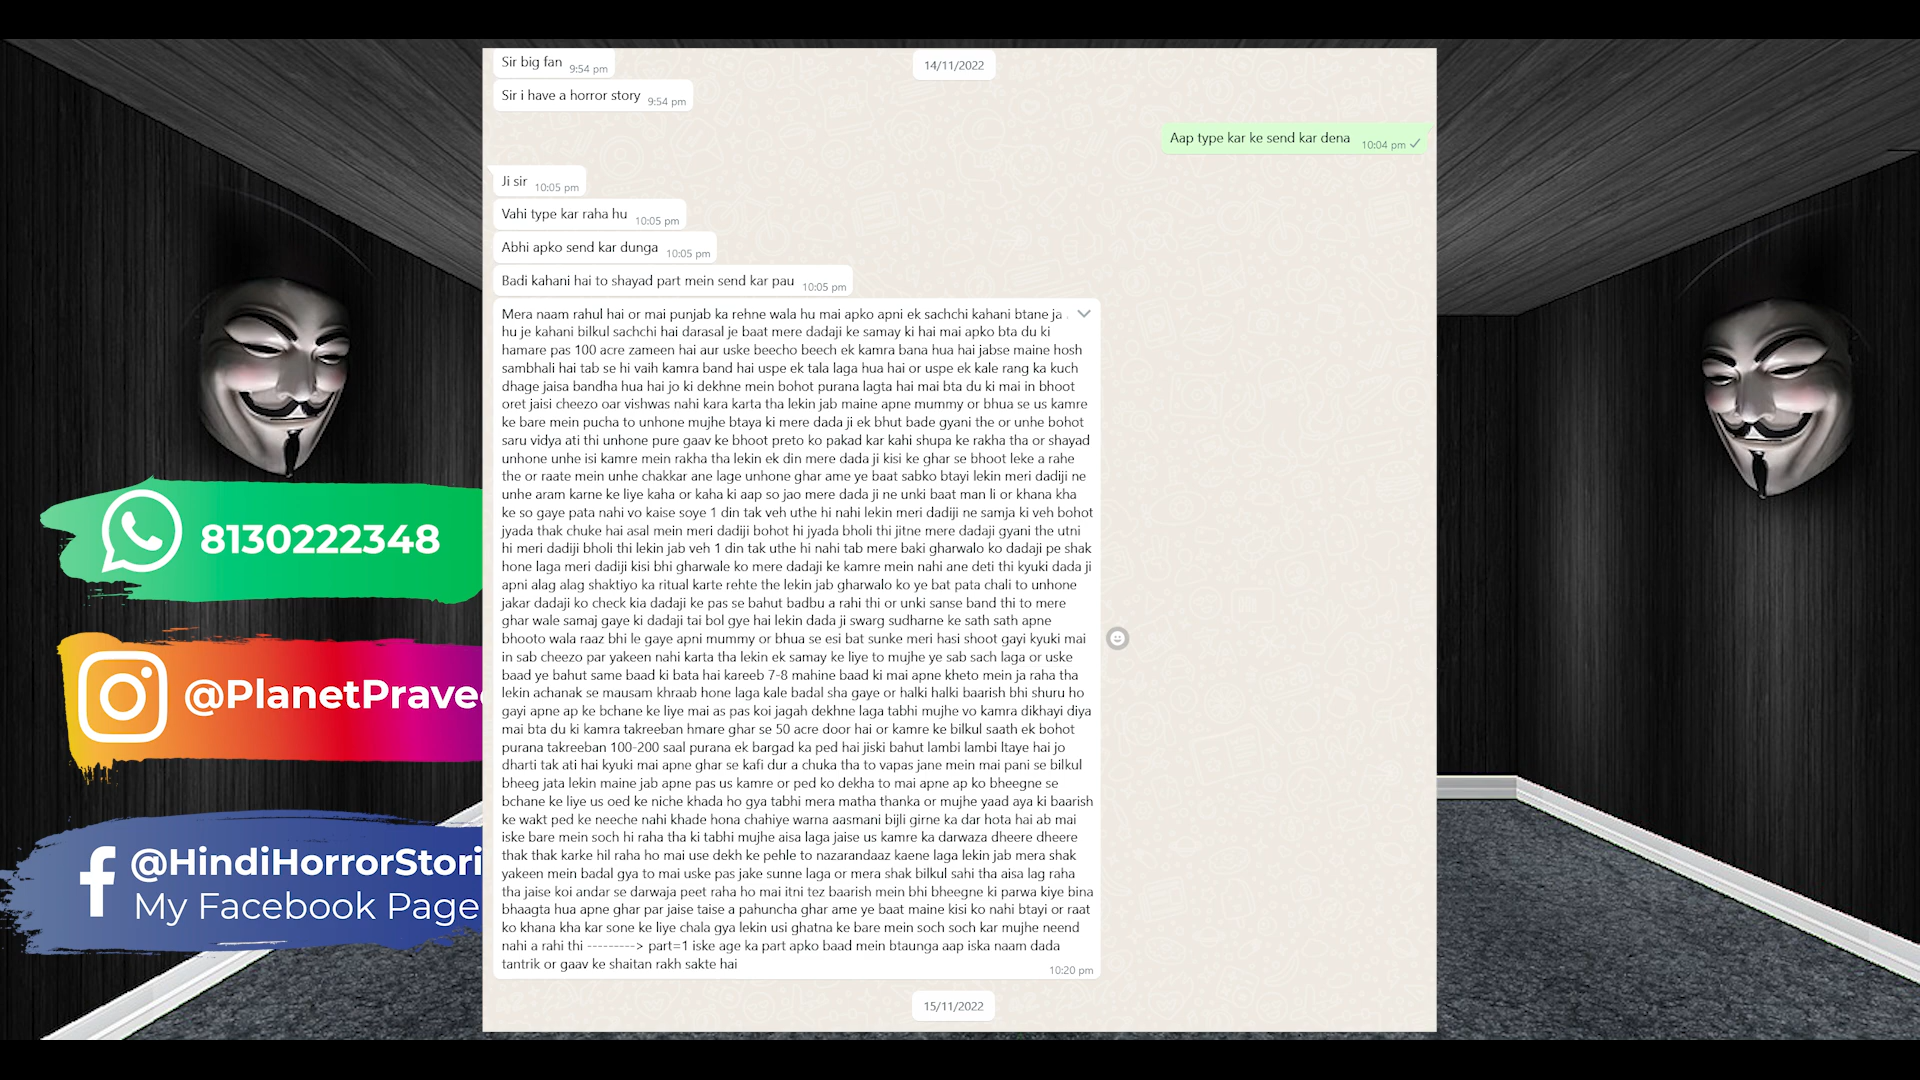 Sir big fan 9:54 pm
14/11/2022
Sir i have a horror story 9:54 pm
Aap type kar ke send kar dena 10:04 pm
Ji sir 10:05 pm
Vahi type kar raha hu 10:05 pm
Abhi apko send kar dunga 10:05 pm
Badi kahani hai to shayad part mein send kar pau 10:05 pm
Mera naam rahul hai or mai punjab ka rehne wala hu mai apko apni ek sachchi kahani btane ja
hu je kahani bilkul sachchi hai darasal je baat mere dadaji ke samay ki hai mai apko bta du ki
hamare pas 100 acre zameen hai aur uske beecho beech ek kamra bana hua hai jabse maine hosh
sambhali hai tab se hi vaih kamra band hai uspe ek tala laga hua hai or uspe ek kale rang ka kuch
dhage jaisa bandha hua hai jo ki dekhne mein bohot purana lagta hai mai bta du ki mai in bhoot
oret jaisi cheezo oar vishwas nahi kara karta tha lekin jab maine apne mummy or bhua se us kamre
ke bare mein pucha to unhone mujhe btaya ki mere dada ji ek bhut bade gyani the or unhe bohot
saru vidya ati thi unhone pure gaav ke bhoot preto ko pakad kar kahi shupa ke rakha tha or shayad
unhone unhe isi kamre mein rakha tha lekin ek din mere dada ji kisi ke ghar se bhoot leke a rahe
the or raate mein unhe chakkar ane lage unhone ghar ame ye baat sabko btayi lekin meri dadiji ne
unhe aram karne ke liye kaha or kaha ki aap so jao mere dada ji ne unki baat man li or khana kha
ke so gaye pata nahi vo kaise soye 1 din tak veh uthe hi nahi lekin meri dadiji ne samja ki veh bohot
jyada thak chuke hai asal mein meri dadiji bohot hi jyada bholi thi jitne mere dadaji gyani the utni
hi meri dadiji bholi thi lekin jab veh 1 din tak uthe hi nahi tab mere baki gharwalo ko dadaji pe shak
hone laga meri dadiji kisi bhi gharwale ko mere dadaji ke kamre mein nahi ane deti thi kyuki dada ji
apni alag alag shaktiyo ka ritual karte rehte the lekin jab gharwalo ko ye bat pata chali to unhone
jakar dadaji ko check kia dadaji ke pas se bahut badbu a rahi thi or unki sanse band thi to mere
ghar wale samaj gaye ki dadaji tai bol gye hai lekin dada ji swarg sudharne ke sath sath apne
bhooto wala raaz bhi le gaye apni mummy or bhua se esi bat sunke meri hasi shoot gayi kyuki mai
in sab cheezo par yakeen nahi karta tha lekin ek samay ke liye to mujhe ye sab sach laga or uske
baad ye bahut same baad ki bata hai kareeb 7-8 mahine baad ki mai apne kheto mein ja raha tha
lekin achanak se mausam khraab hone laga kale badal sha gaye or halki halki baarish bhi shuru ho
gayi apne ap ke bchane ke liye mai as pas koi jagah dekhne laga tabhi mujhe vo kamra dikhayi diya
mai bta du ki kamra takreeban hmare ghar se 50 acre door hai or kamre ke bilkul saath ek bohot
purana takreeban 100-200 saal purana ek bargad ka ped hai jiski bahut lambi lambi ltaye hai jo
dharti tak ati hai kyuki mai apne ghar se kafi dur a chuka tha to vapas jane mein mai pani se bilkul
bheeg jata lekin maine jab apne pas us kamre or ped ko dekha to mai apne ap ko bheegne se
bchane ke liye us oed ke niche khada ho gya tabhi mera matha thanka or mujhe yaad aya ki baarish
ke wakt ped ke neeche nahi khade hona chahiye warna aasmani bijli girne ka dar hota hai ab mai
iske bare mein soch hi raha tha ki tabhi mujhe aisa laga jaise us kamre ka darwaza dheere dheere
thak thak karke hil raha ho mai use dekh ke pehle to nazarandaaz kaene laga lekin jab mera shak
yakeen mein badal gya to mai uske pas jake sunne laga or mera shak bilkul sahi tha aisa lag raha
tha jaise koi andar se darwaja peet raha ho mai itni tez baarish mein bhi bheegne ki parwa kiye bina
bhaagta hua apne ghar par jaise taise a pahuncha ghar ame ye baat maine kisi ko nahi btayi or raat
ko khana kha kar sone ke liye chala gya lekin usi ghatna ke bare mein soch soch kar mujhe neend
nahi a rahi thi ---------> part=1 iske age ka part apko baad mein btaunga aap iska naam dada
tantrik or gaav ke shaitan rakh sakte hai
10:20 pm
15/11/2022
8130222348
@PlanetPrave
@HindiHorrorStori
My Facebook Page